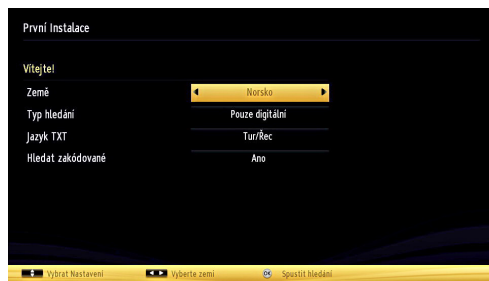 První Instalace
Vítejte!
Země Norsko
Typ hledání Pouze digitální
Jazyk TXT Tur/Řec
Hledat zakódované Ano
Vybrat Nastavení Vyberte zemi OK Spustit hledání